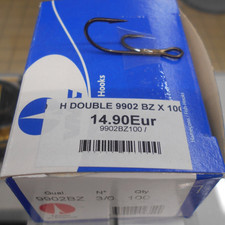 Hooks
H DOUBLE 9902 BZ X 100
14.90Eur
9902BZ100 /
Qual. N° Qty
9902BZ 3/0 100